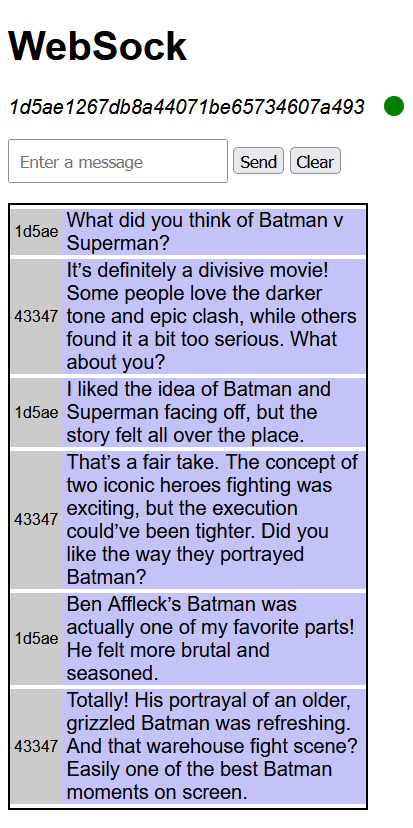 WebSock
1d5ae1267db8a44071be65734607a493
Enter a message Send Clear
1d5ae What did you think of Batman v
Superman?
43347 It’s definitely a divisive movie!
Some people love the darker
tone and epic clash, while others
found it a bit too serious. What
about you?
1d5ae I liked the idea of Batman and
Superman facing off, but the
story felt all over the place.
43347 That’s a fair take. The concept of
two iconic heroes fighting was
exciting, but the execution
could’ve been tighter. Did you
like the way they portrayed
Batman?
1d5ae Ben Affleck’s Batman was
actually one of my favorite parts!
He felt more brutal and
seasoned.
43347 Totally! His portrayal of an older,
grizzled Batman was refreshing.
And that warehouse fight scene?
Easily one of the best Batman
moments on screen.